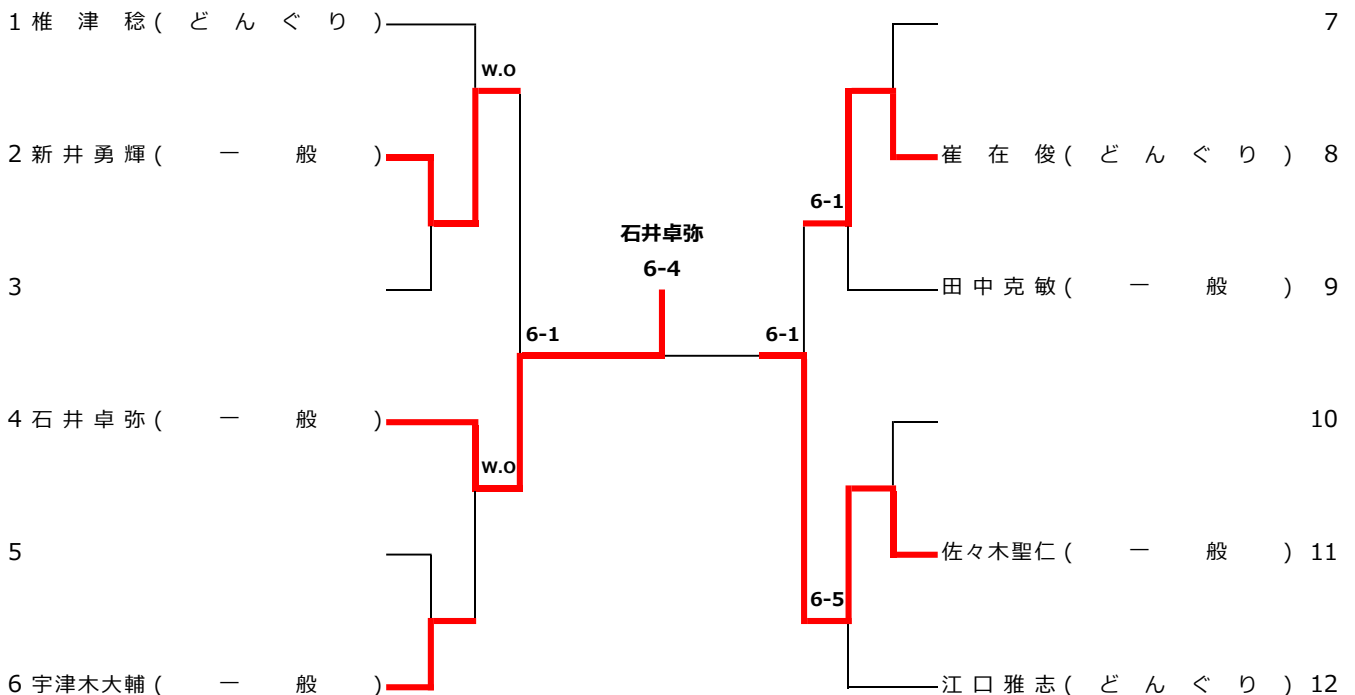 1 椎津稔(どんぐり)
7
w.o
2 新井勇輝(一般)
崔在俊(どんぐり) 8
6-1
石井卓弥
6-4
3
田中克敏(一般) 9
6-1
6-1
4 石井卓弥(一般)
10
w.o
5
佐々木聖仁(一般) 11
6-5
6 宇津木大輔(一般)
江口雅志(どんぐり) 12